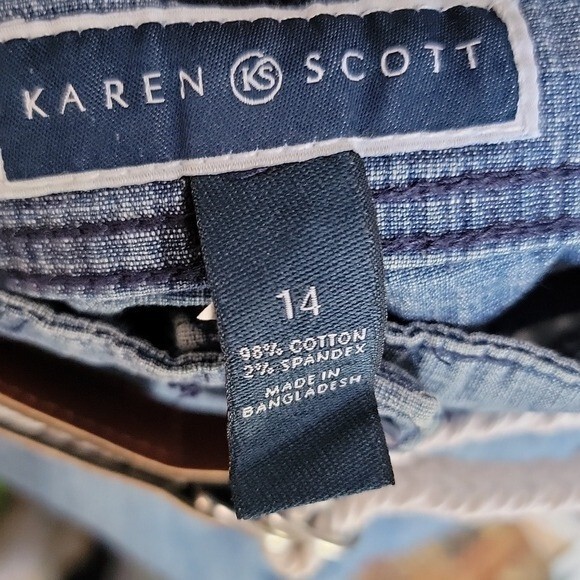 KAREN KS SCOTT
14
98% COTTON
2% SPANDEX
MADE IN
BANGLADESH